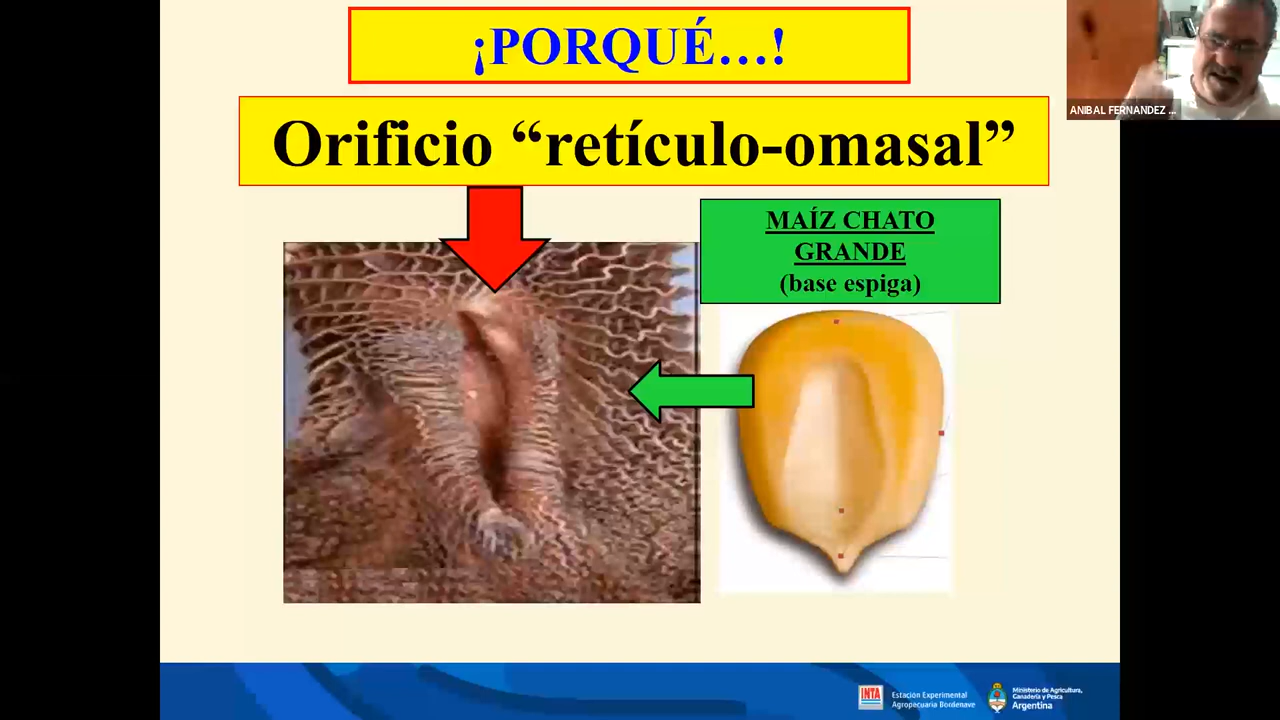 ¡PORQUÉ…!
ANIBAL FERNANDEZ ...
Orificio “retículo-omasal”
MAÍZ CHATO
GRANDE
(base espiga)
INTA
Estación Experimental
Agropecuaria Bordenave
Ministerio de Agricultura,
Ganadería y Pesca
Argentina